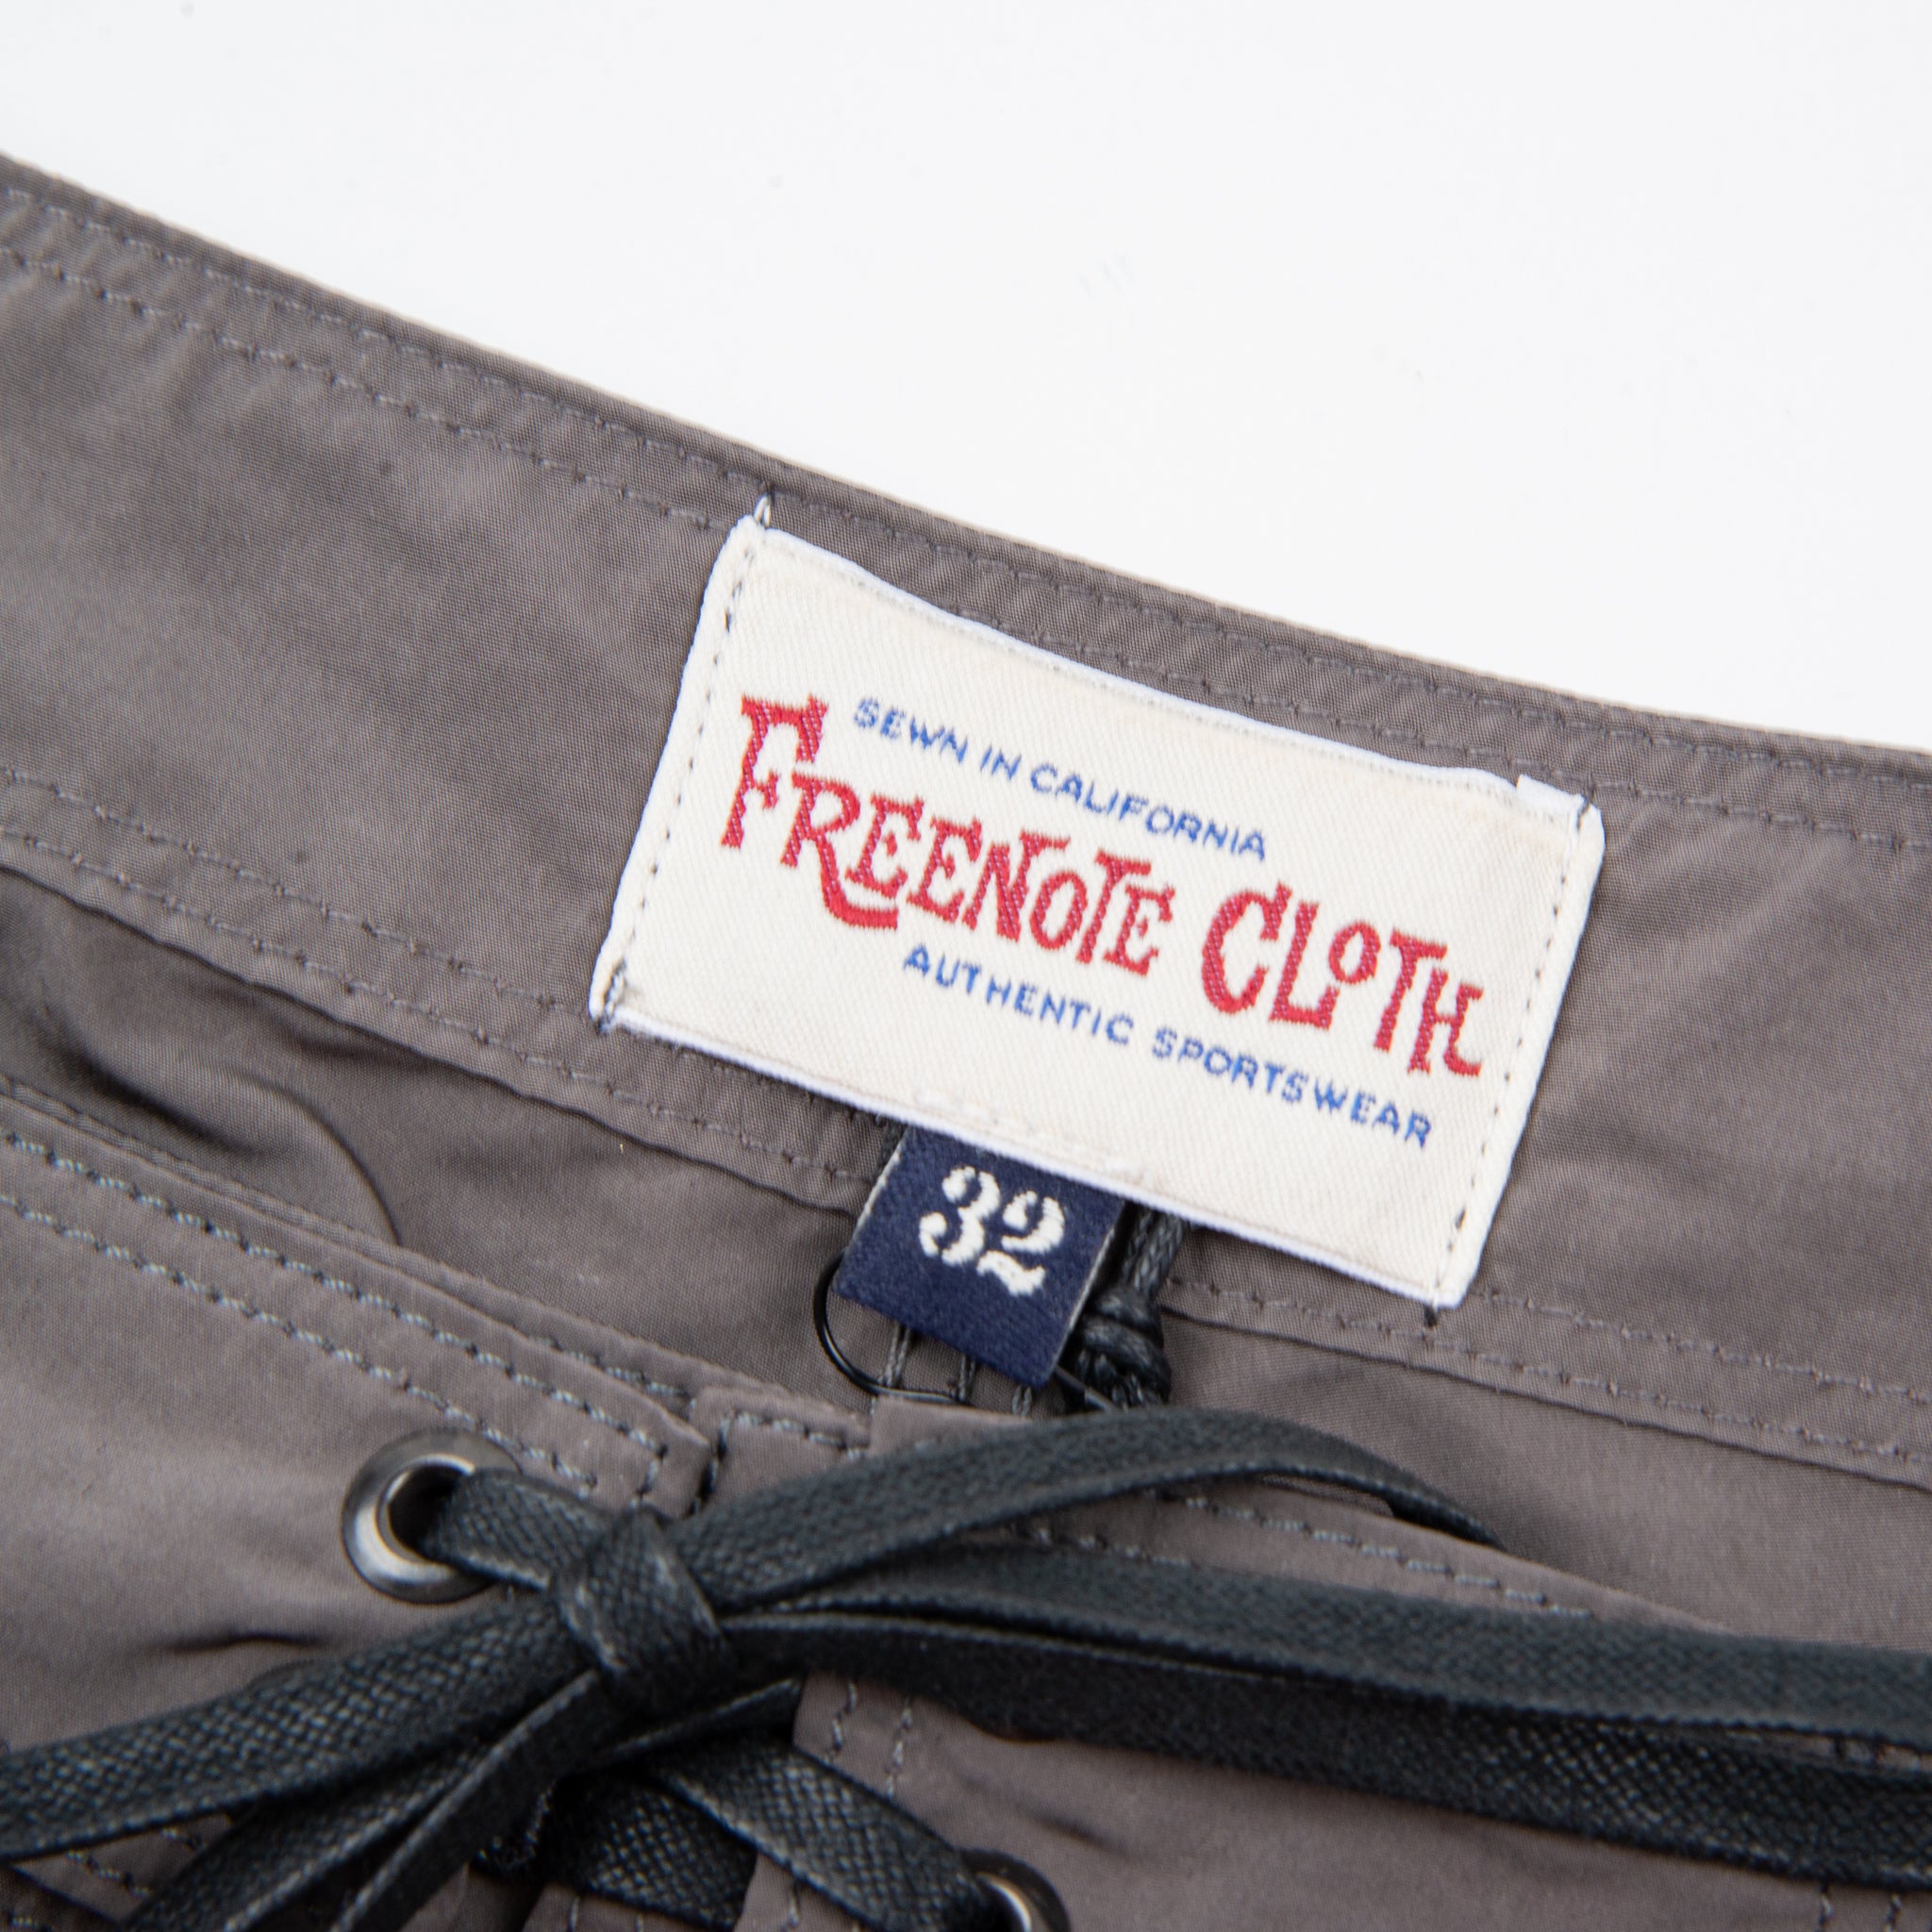 SEWN IN CALIFORNIA
FREENOTE CLOTH
AUTHENTIC SPORTSWEAR
32